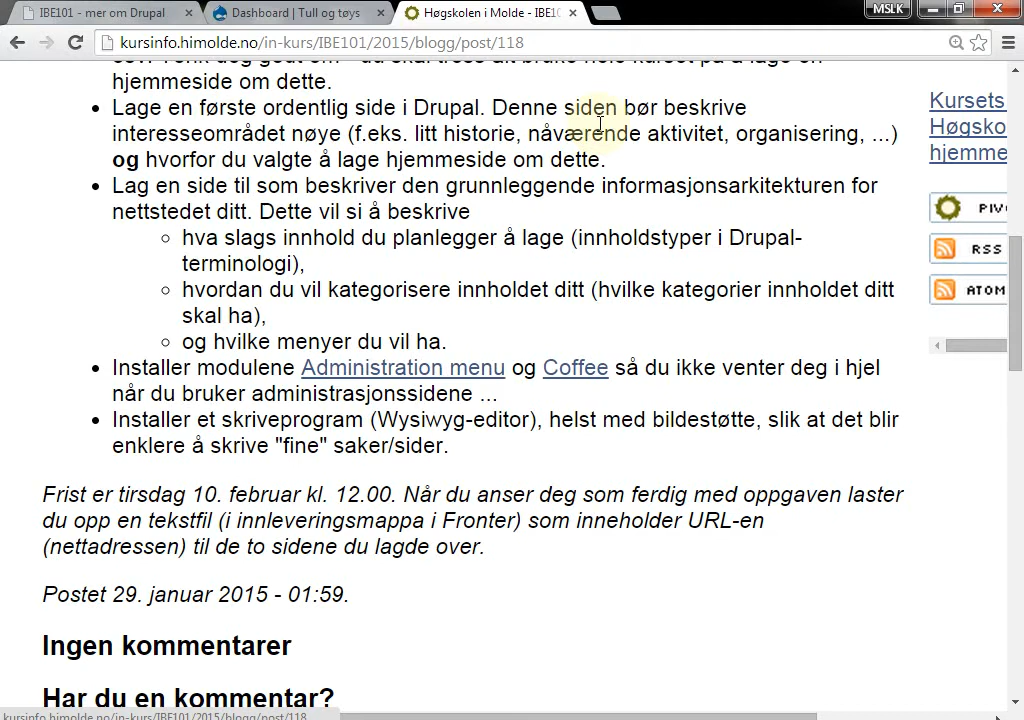 IBE101 - mer om Drupal
Dashboard | Tull og tøys
Høgskolen i Molde - IBE10
MSLK
kursinfo.himolde.no/in-kurs/IBE101/2015/blogg/post/118
hjemmeside om dette.
Kursets
Lage en første ordentlig side i Drupal. Denne siden bør beskrive
Høgsko
interesseområdet nøye (f.eks. litt historie, nåværende aktivitet, organisering, ...)
hjemme
og hvorfor du valgte å lage hjemmeside om dette.
Lag en side til som beskriver den grunnleggende informasjonsarkitekturen for
PIV
nettstedet ditt. Dette vil si å beskrive
hva slags innhold du planlegger å lage (innholdstyper i Drupal-
RSS
terminologi),
hvordan du vil kategorisere innholdet ditt (hvilke kategorier innholdet ditt
ATOM
skal ha),
og hvilke menyer du vil ha.
Installer modulene Administration menu og Coffee så du ikke venter deg i hjel
når du bruker administrasjonssidene ...
Installer et skriveprogram (Wysiwyg-editor), helst med bildestøtte, slik at det blir
enklere å skrive "fine" saker/sider.
Frist er tirsdag 10. februar kl. 12.00. Når du anser deg som ferdig med oppgaven laster
du opp en tekstfil (i innleveringsmappa i Fronter) som inneholder URL-en
(nettadressen) til de to sidene du lagde over.
Postet 29. januar 2015 - 01:59.
Ingen kommentarer
Har du en kommentar?
kursinfo.himolde.no/in-kurs/IBE101/2015/blogg/post/118